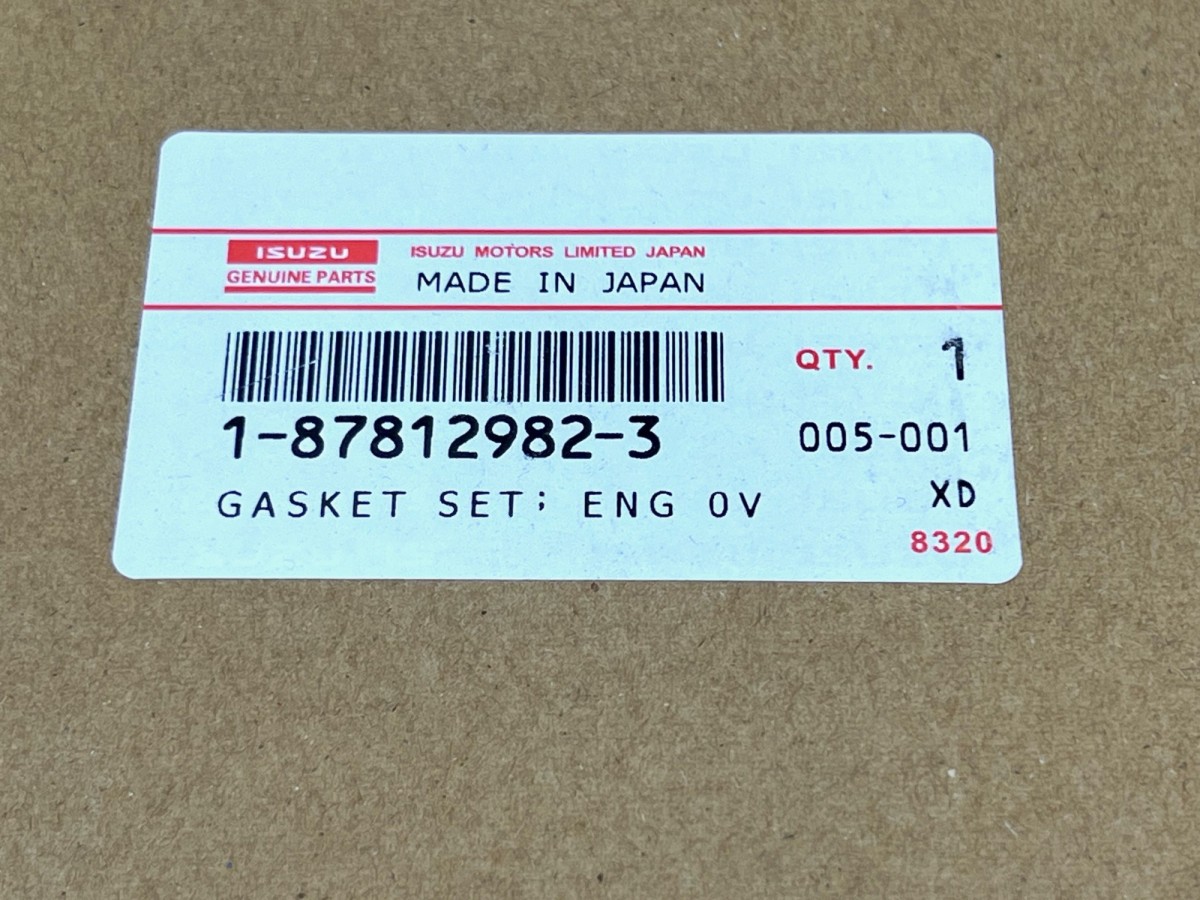 ISUZU
GENUINE PARTS
ISUZU MOTORS LIMITED JAPAN
MADE IN JAPAN
QTY. 1
1-87812982-3
005-001
GASKET SET; ENG OV
XD
8320